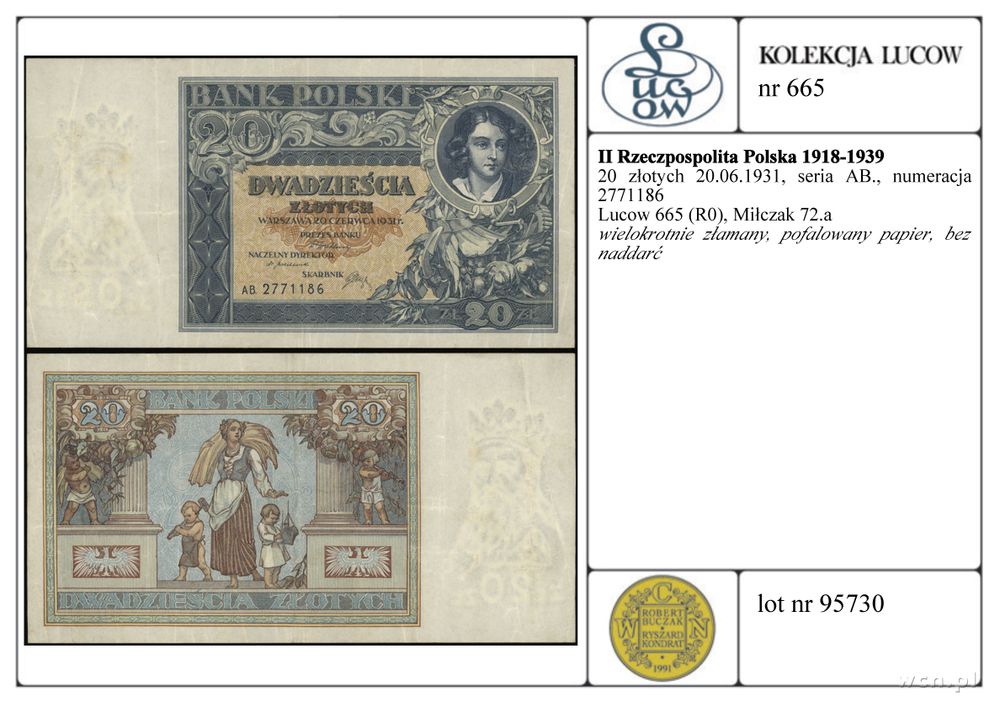 BANK POLSKI
20
DWADZIEŚCIA
ZŁOTYCH
WARSZAWA 20 CZERWCA 1931 r.
PREZES BANKU
NACZELNY DYREKTOR
SKARBNIK
AB. 2771186
ZŁ 20 ZŁ
BANK POLSKI
20 20
DWADZIEŚCIA ZŁOTYCH
Lucow
KOLEKCJA LUCOW
nr 665
II Rzeczpospolita Polska 1918-1939
20 złotych 20.06.1931, seria AB., numeracja
2771186
Lucow 665 (R0), Miłczak 72.a
wielokrotnie złamany, pofalowany papier, bez
naddarć
W C N
ROBERT
BUCZAK
RYSZARD
KONDRAT
1991
lot nr 95730
wcn.pl